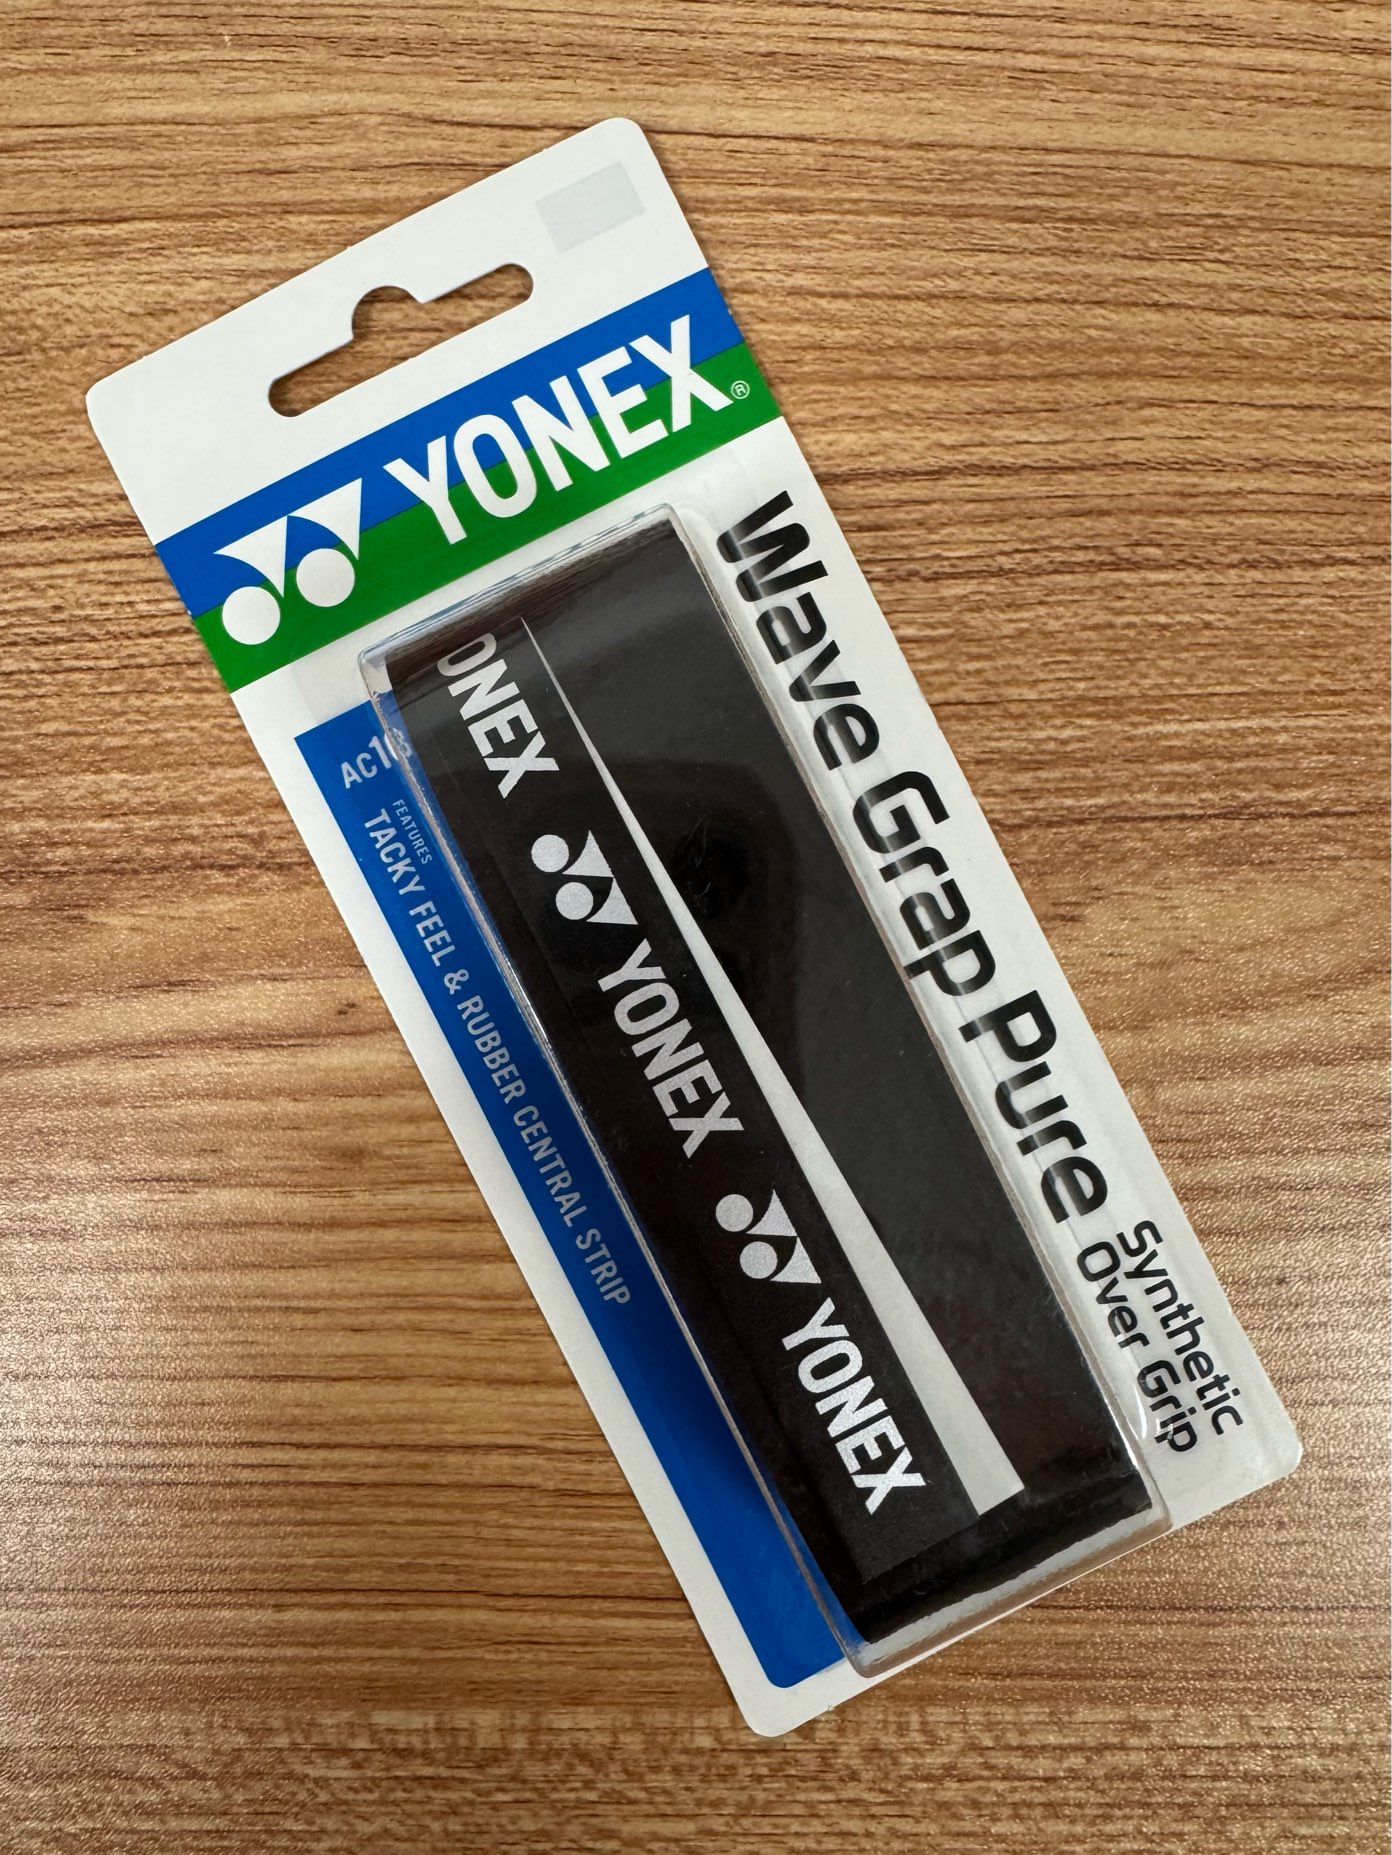 YONEX®
Wave Grap Pure
Synthetic
Over Grip
FEATURES
TACKY FEEL & RUBBER CENTRAL STRIP
ONEX
YONEX
YONEX